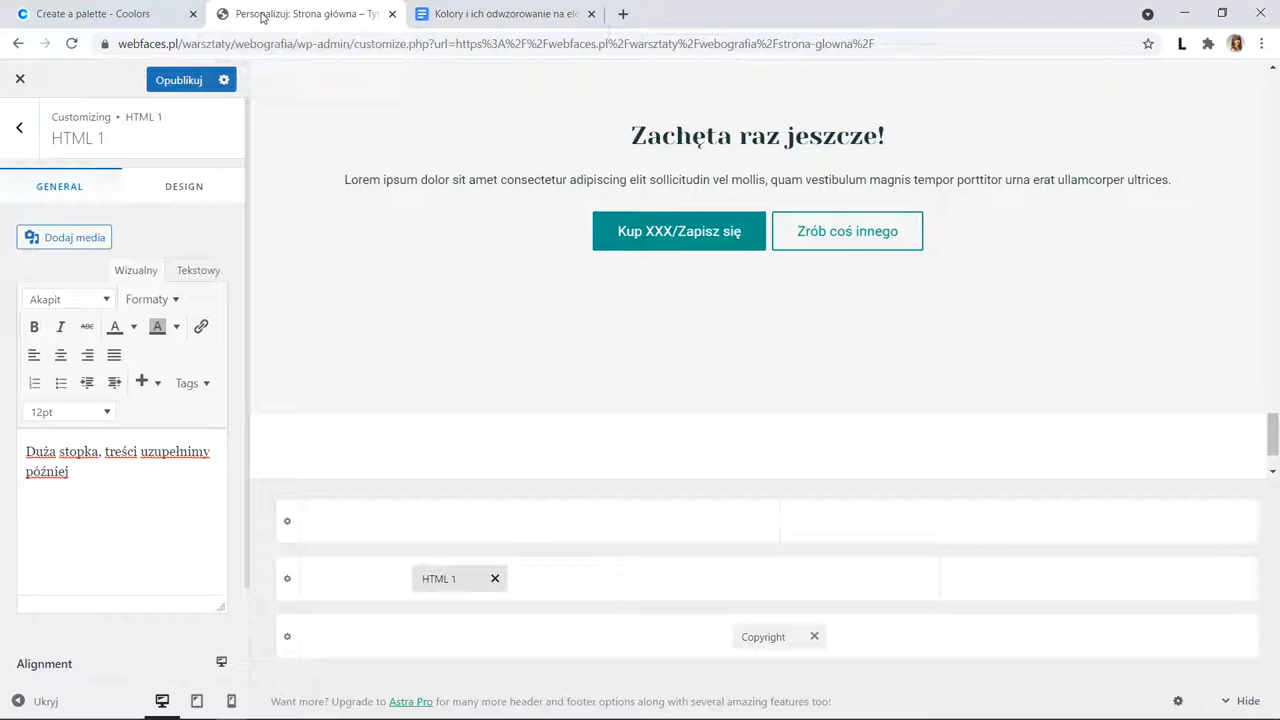 Create a palette - Coolors
Personalizuj: Strona główna – Ty
Kolory i ich odwzorowanie na ele
webfaces.pl/warsztaty/webografia/wp-admin/customize.php?url=https%3A%2F%2Fwebfaces.pl%2Fwarsztaty%2Fwebografia%2Fstrona-glowna%2F
L
Opublikuj
Customizing • HTML 1
HTML 1
GENERAL
DESIGN
Dodaj media
Wizualny
Tekstowy
Akapit
Formaty
B I ABC A A
Tags
12pt
Duża stopka, treści uzupełnimy
później
Alignment
Ukryj
Zachęta raz jeszcze!
Lorem ipsum dolor sit amet consectetur adipiscing elit sollicitudin vel mollis, quam vestibulum magnis tempor porttitor urna erat ullamcorper ultrices.
Kup XXX/Zapisz się
Zrób coś innego
HTML 1
Copyright
Want more? Upgrade to Astra Pro for many more header and footer options along with several amazing features too!
Hide